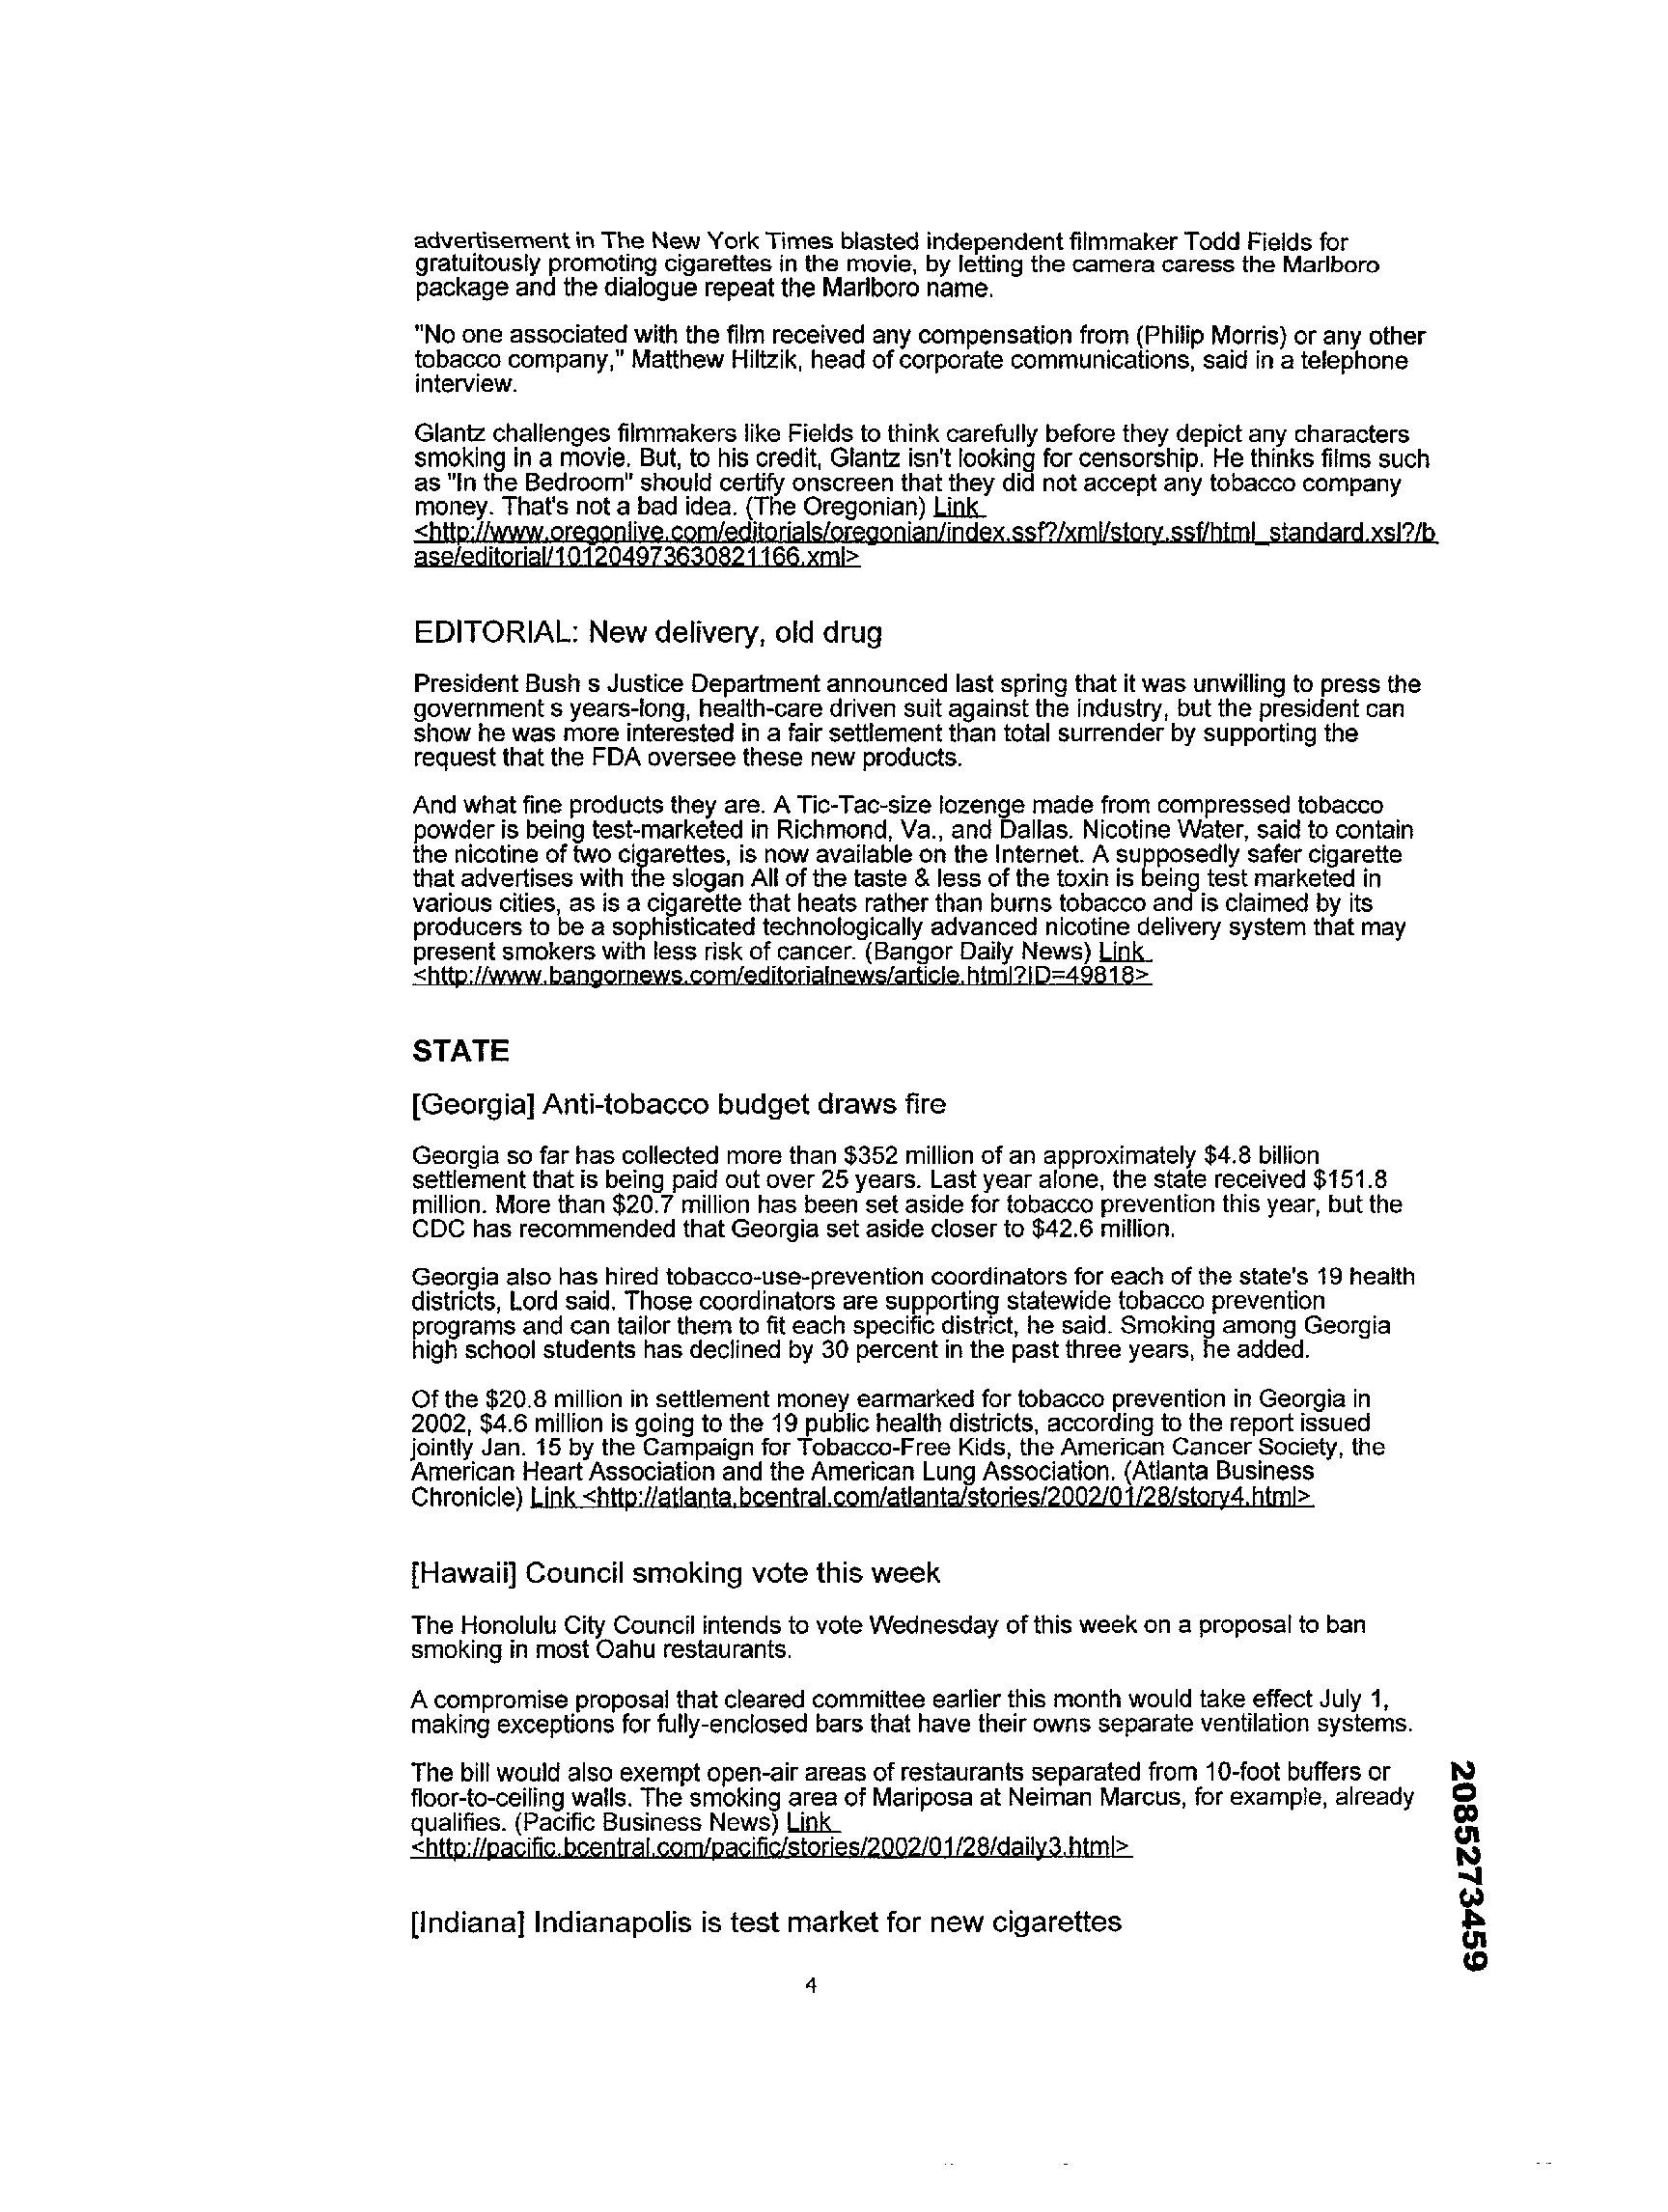 advertisement in The New York Times blasted independent filmmaker Todd Fields for
gratuitously promoting cigarettes in the movie, by letting the camera caress the Marlboro
package and the dialogue repeat the Marlboro name.
"No one associated with the film received any compensation from (Philip Morris) or any other
tobacco company," Matthew Hiltzik, head of corporate communications, said in a telephone
interview.
Glantz challenges filmmakers like Fields to think carefully before they depict any characters
smoking in a movie. But, to his credit, Glantz isn't looking for censorship. He thinks films such
as "In the Bedroom" should certify onscreen that they did not accept any tobacco company
money. That's not a bad idea. (The Oregonian) Link
<http://www.oregonlive.com/editorials/oregonian/index.ssf?/xml/story.ssf/html_standard.xsl?/b
ase/editorial/101204973630821166.xml>
EDITORIAL: New delivery, old drug
President Bush s Justice Department announced last spring that it was unwilling to press the
government s years-long, health-care driven suit against the industry, but the president can
show he was more interested in a fair settlement than total surrender by supporting the
request that the FDA oversee these new products.
And what fine products they are. A Tic-Tac-size lozenge made from compressed tobacco
powder is being test-marketed in Richmond, Va., and Dallas. Nicotine Water, said to contain
the nicotine of two cigarettes, is now available on the Internet. A supposedly safer cigarette
that advertises with the slogan All of the taste & less of the toxin is being test marketed in
various cities, as is a cigarette that heats rather than burns tobacco and is claimed by its
producers to be a sophisticated technologically advanced nicotine delivery system that may
present smokers with less risk of cancer. (Bangor Daily News) Link
<http://www.bangornews.com/editorialnews/article.html?ID=49818>
STATE
[Georgia] Anti-tobacco budget draws fire
Georgia so far has collected more than $352 million of an approximately $4.8 billion
settlement that is being paid out over 25 years. Last year alone, the state received $151.8
million. More than $20.7 million has been set aside for tobacco prevention this year, but the
CDC has recommended that Georgia set aside closer to $42.6 million.
Georgia also has hired tobacco-use-prevention coordinators for each of the state's 19 health
districts, Lord said. Those coordinators are supporting statewide tobacco prevention
programs and can tailor them to fit each specific district, he said. Smoking among Georgia
high school students has declined by 30 percent in the past three years, he added.
Of the $20.8 million in settlement money earmarked for tobacco prevention in Georgia in
2002, $4.6 million is going to the 19 public health districts, according to the report issued
jointly Jan. 15 by the Campaign for Tobacco-Free Kids, the American Cancer Society, the
American Heart Association and the American Lung Association. (Atlanta Business
Chronicle) Link <http://atlanta.bcentral.com/atlanta/stories/2002/01/28/story4.html>
[Hawaii] Council smoking vote this week
The Honolulu City Council intends to vote Wednesday of this week on a proposal to ban
smoking in most Oahu restaurants.
A compromise proposal that cleared committee earlier this month would take effect July 1,
making exceptions for fully-enclosed bars that have their owns separate ventilation systems.
The bill would also exempt open-air areas of restaurants separated from 10-foot buffers or
floor-to-ceiling walls. The smoking area of Mariposa at Neiman Marcus, for example, already
qualifies. (Pacific Business News) Link
<http://pacific.bcentral.com/pacific/stories/2002/01/28/daily3.html>
[Indiana] Indianapolis is test market for new cigarettes
4
2085273459